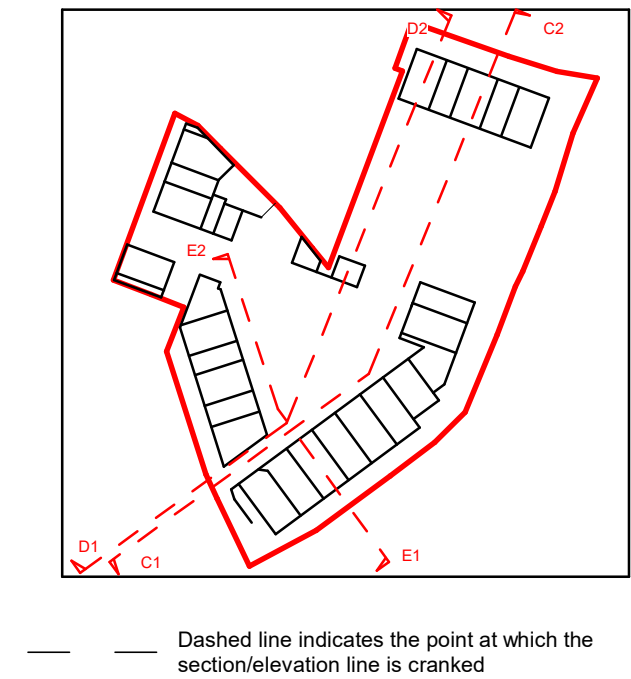 D2
C2
E2
D1
C1
E1
Dashed line indicates the point at which the
section/elevation line is cranked